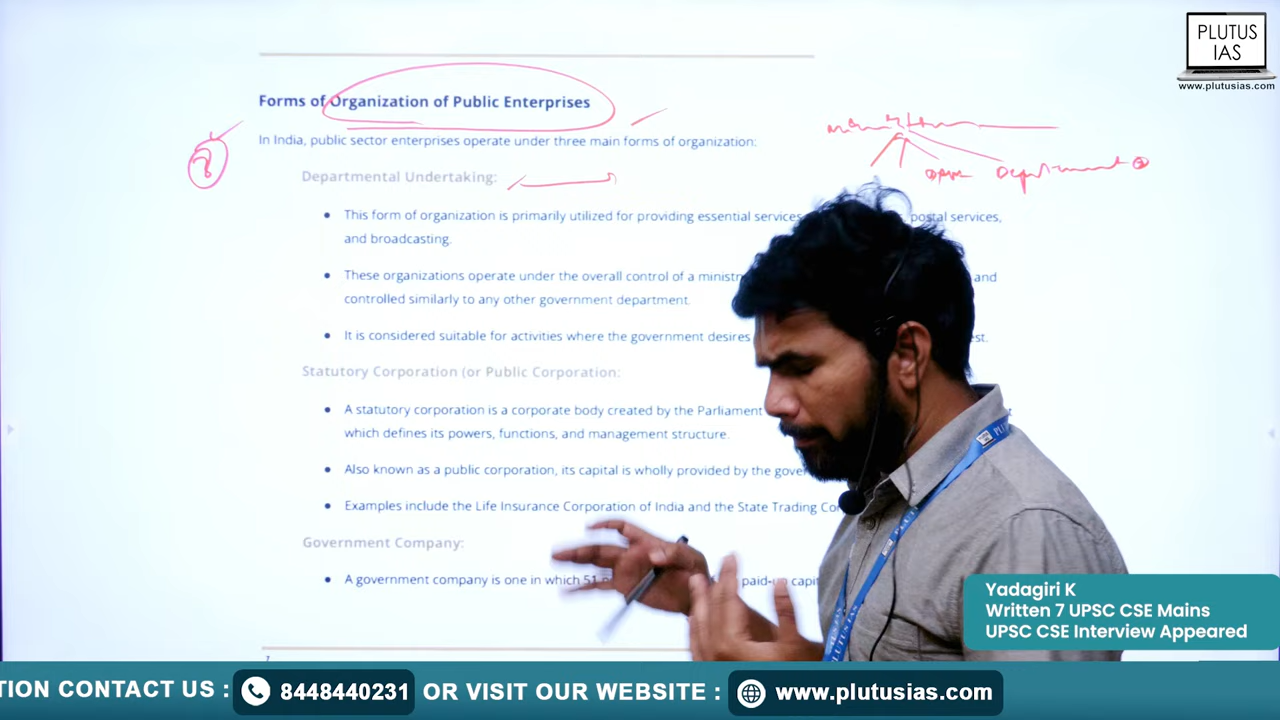 PLUTUS
IAS
www.plutusias.com
Forms of Organization of Public Enterprises
In India, public sector enterprises operate under three main forms of organization:
Departmental Undertaking:
• This form of organization is primarily utilized for providing essential services postal services,
and broadcasting.
• These organizations operate under the overall control of a and
controlled similarly to any other government department.
• It is considered suitable for activities where the government desires
Statutory Corporation (or Public Corporation:
• A statutory corporation is a corporate body created by the Parliament
which defines its powers, functions, and management structure.
• Also known as a public corporation, its capital is wholly provided by the
• Examples include the Life Insurance Corporation of India and the State Trading
Government Company:
• A government company is one in which 51 paid-up
Yadagiri K
Written 7 UPSC CSE Mains
UPSC CSE Interview Appeared
CONTACT US : 8448440231 OR VISIT OUR WEBSITE : www.plutusias.com